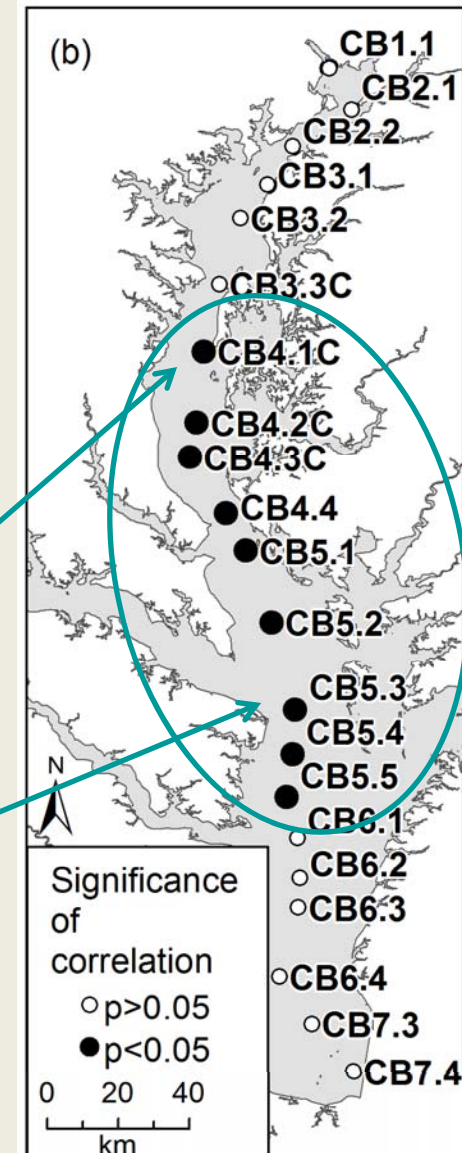 (b)
CB1.1
CB2.1
CB2.2
CB3.1
CB3.2
CB3.3C
CB4.1C
CB4.2C
CB4.3C
CB4.4
CB5.1
CB5.2
CB5.3
CB5.4
CB5.5
CB6.1
CB6.2
CB6.3
CB6.4
CB7.3
CB7.4
N
Significance
of
correlation
p>0.05
p<0.05
0 20 40
km